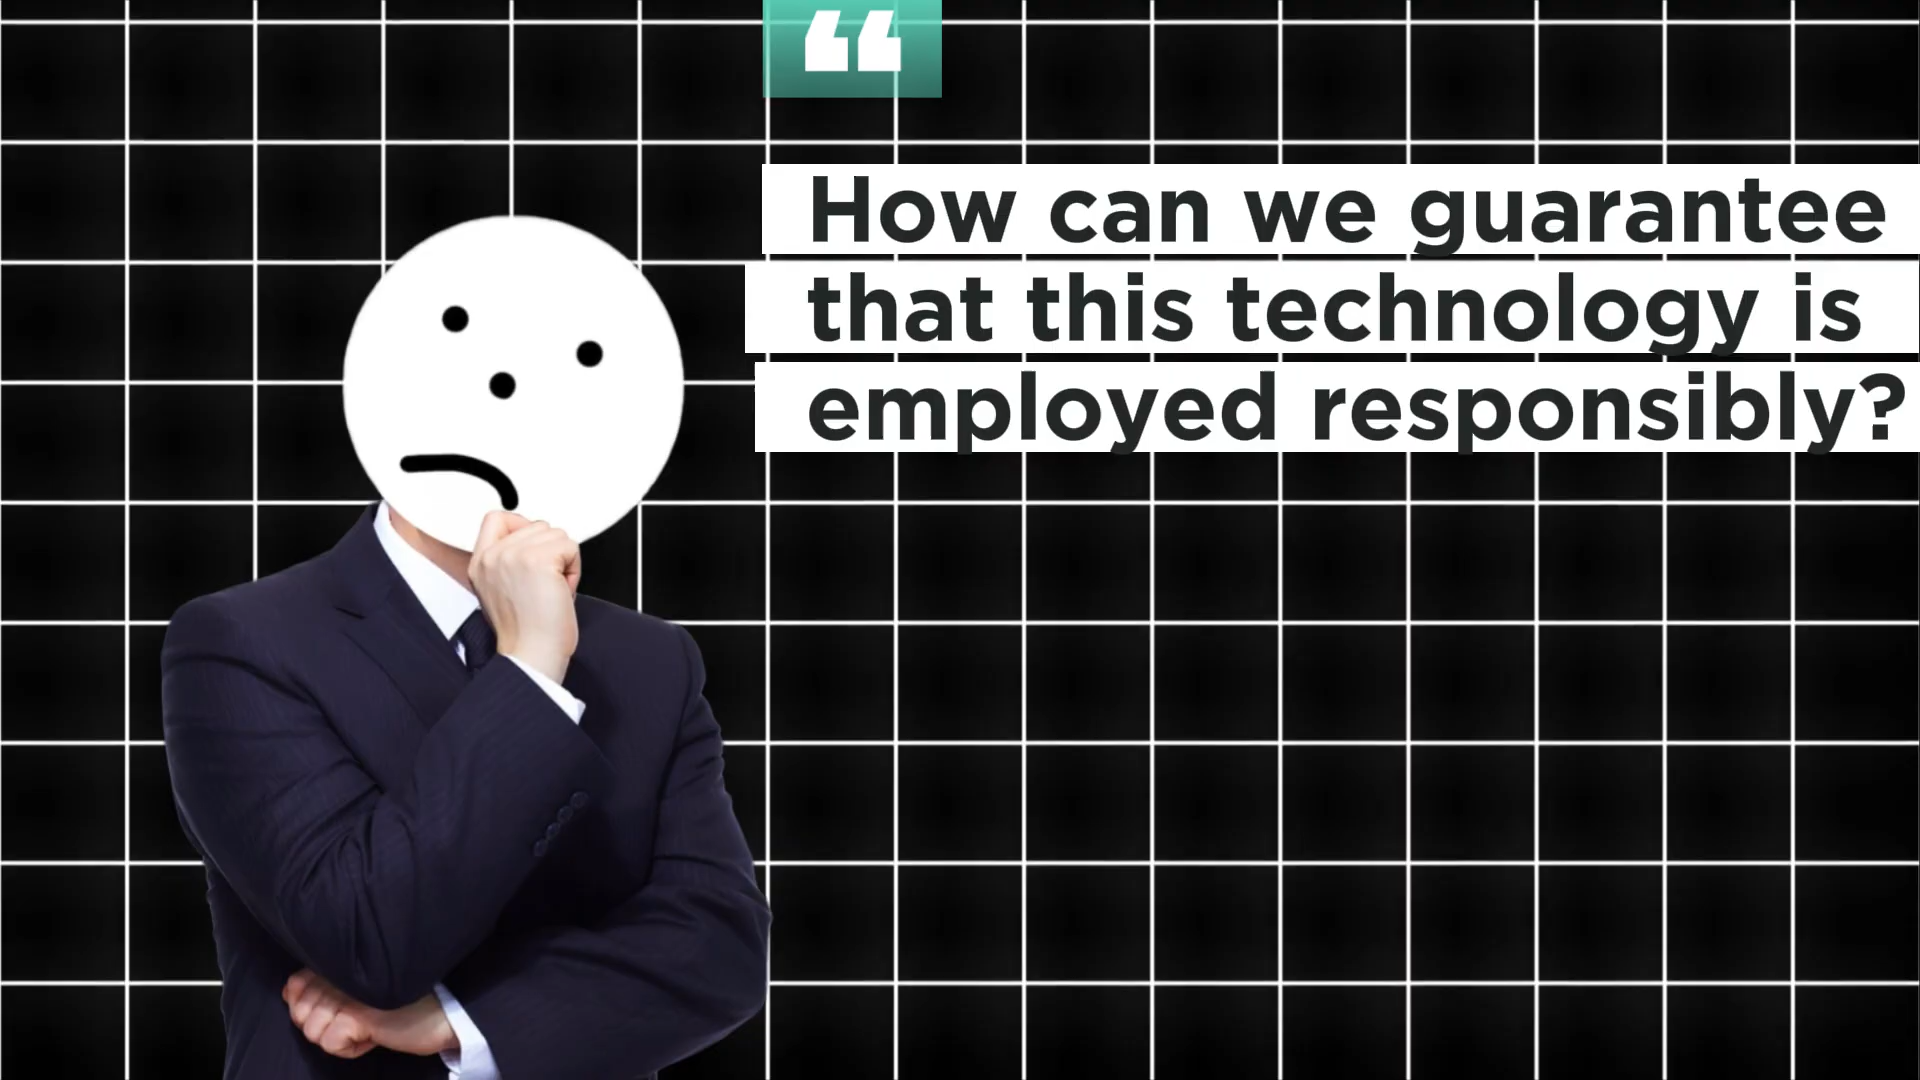 “
How can we guarantee
that this technology is
employed responsibly?